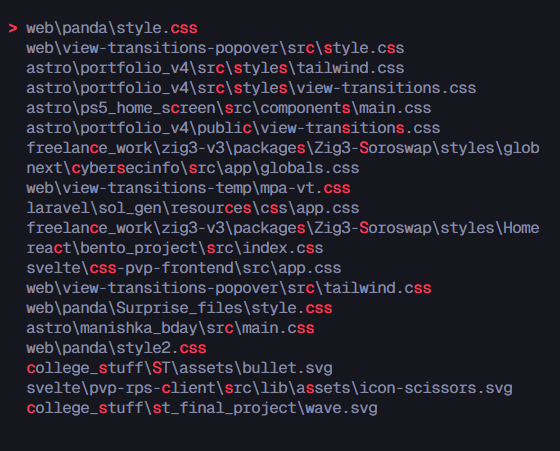 > web\panda\style.css
web\view-transitions-popover\src\style.css
astro\portfolio_v4\src\styles\tailwind.css
astro\portfolio_v4\src\styles\view-transitions.css
astro\ps5_home_screen\src\components\main.css
astro\portfolio_v4\public\view-transitions.css
freelance_work\zig3-v3\packages\Zig3-Soroswap\styles\glob
next\cybersecinfo\src\app\globals.css
web\view-transitions-temp\mpa-vt.css
laravel\sol_gen\resources\css\app.css
freelance_work\zig3-v3\packages\Zig3-Soroswap\styles\Home
react\bento_project\src\index.css
svelte\css-pvp-frontend\src\app.css
web\view-transitions-popover\src\tailwind.css
web\panda\Surprise_files\style.css
astro\manishka_bday\src\main.css
web\panda\style2.css
college_stuff\ST\assets\bullet.svg
svelte\pvp-rps-client\src\lib\assets\icon-scissors.svg
college_stuff\st_final_project\wave.svg